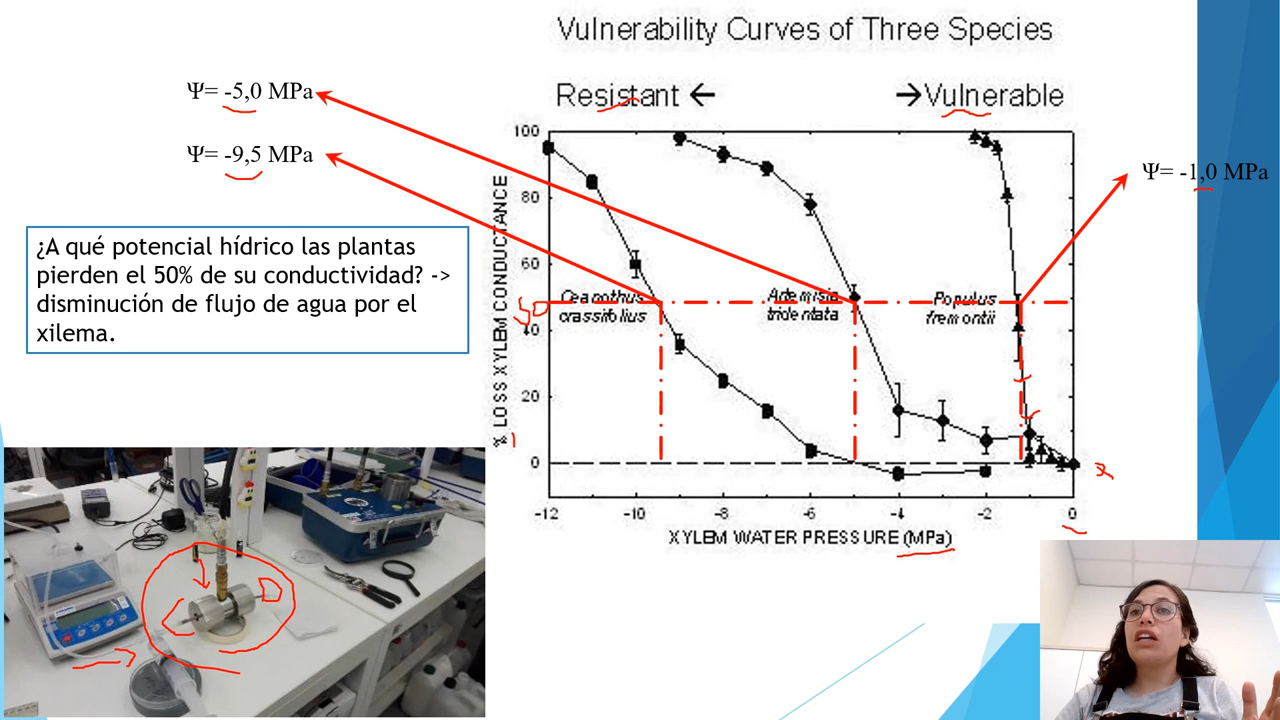 Vulnerability Curves of Three Species
Resistant ← → Vulnerable
Ψ= -5,0 MPa
Ψ= -9,5 MPa
Ψ= -1,0 MPa
¿A qué potencial hídrico las plantas
pierden el 50% de su conductividad? ->
disminución de flujo de agua por el
xilema.
% LOSS XYLEM CONDUCTANCE
100
80
60
50
40
20
0
Ceanothus
crassifolius
Artemisia
tridentata
Populus
fremontii
-12 -10 -8 -6 -4 -2 0
XYLEM WATER PRESSURE (MPa)